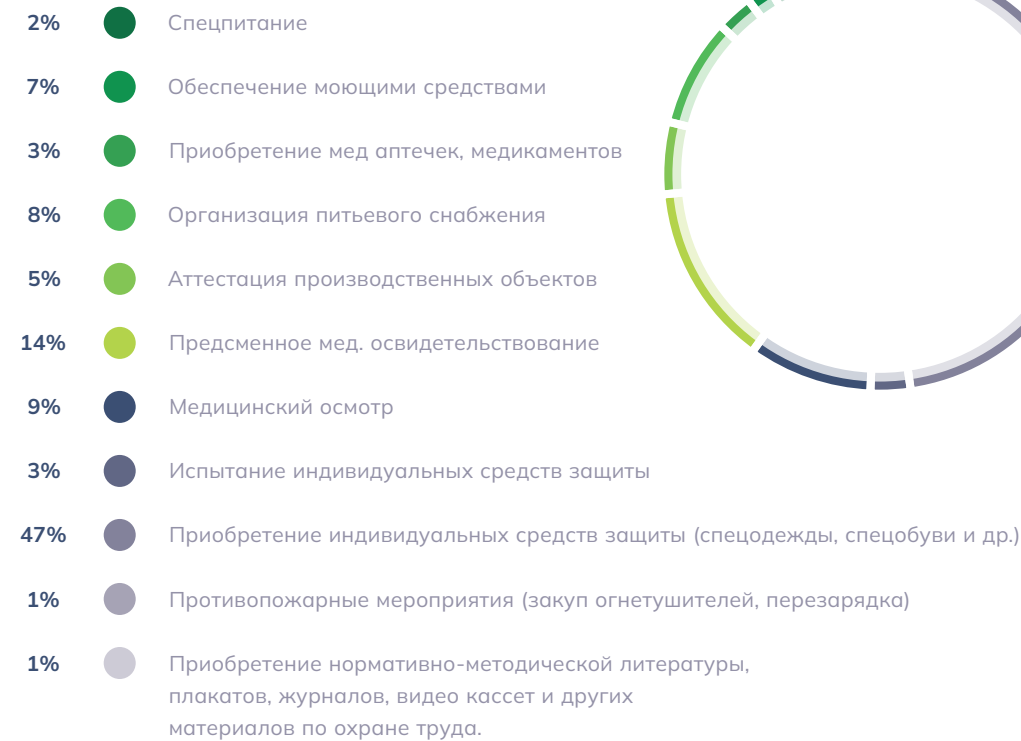 2% Спецпитание
7% Обеспечение моющими средствами
3% Приобретение мед аптечек, медикаментов
8% Организация питьевого снабжения
5% Аттестация производственных объектов
14% Предсменное мед. освидетельствование
9% Медицинский осмотр
3% Испытание индивидуальных средств защиты
47% Приобретение индивидуальных средств защиты (спецодежды, спецобуви и др.)
1% Противопожарные мероприятия (закуп огнетушителей, перезарядка)
1% Приобретение нормативно-методической литературы,
плакатов, журналов, видео кассет и других
материалов по охране труда.